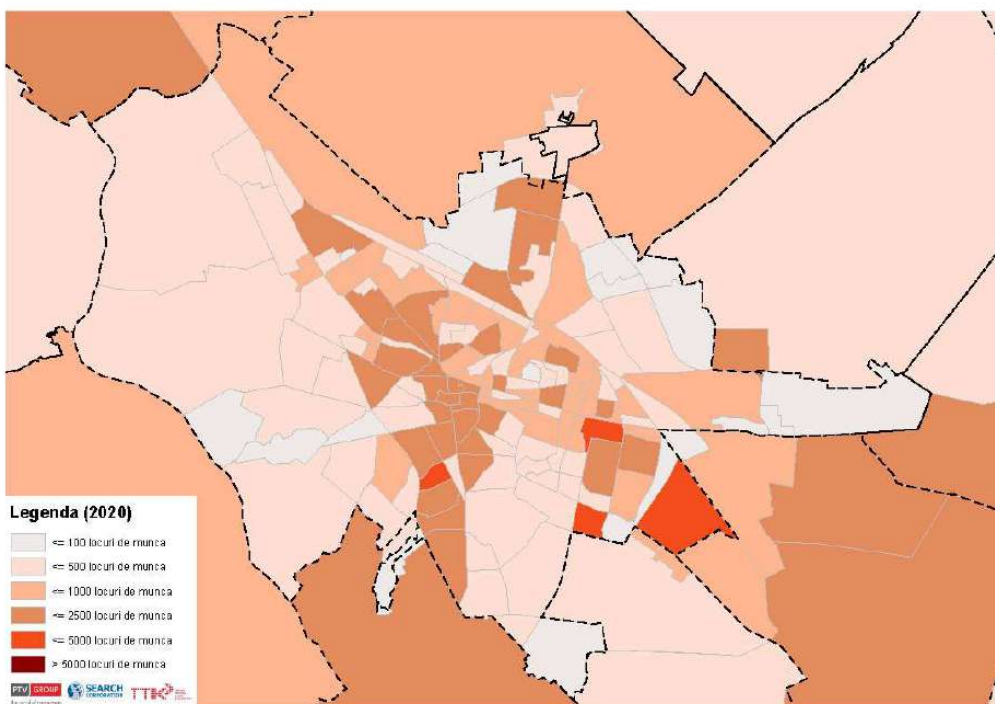 Legenda (2020)
<= 100 locuri de munca
<= 500 locuri de munca
<= 1000 locuri de munca
<= 2500 locuri de munca
<= 5000 locuri de munca
> 5000 locuri de munca
PTV GROUP
SEARCH
CORPORATION
TTK